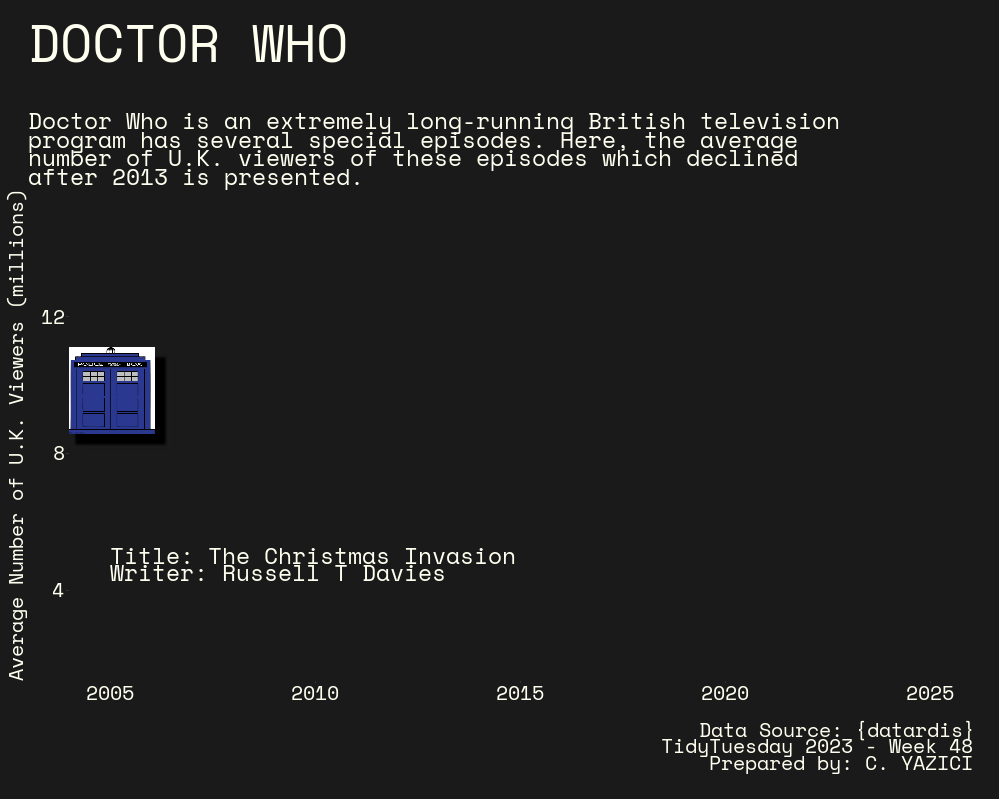 DOCTOR WHO
Doctor Who is an extremely long-running British television
program has several special episodes. Here, the average
number of U.K. viewers of these episodes which declined
after 2013 is presented.
Average Number of U.K. Viewers (millions)
12
8
4
Title: The Christmas Invasion
Writer: Russell T Davies
2005 2010 2015 2020 2025
Data Source: {datardis}
TidyTuesday 2023 - Week 48
Prepared by: C. YAZICI